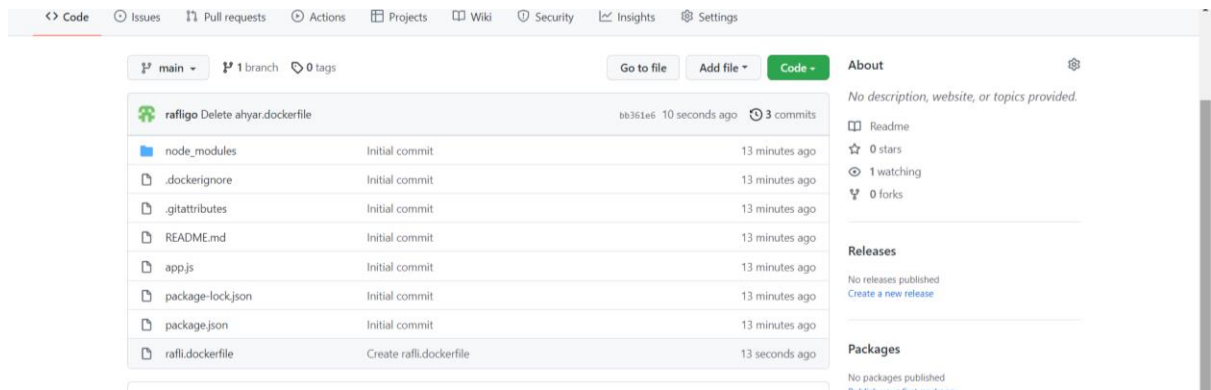 <> Code Issues Pull requests Actions Projects Wiki Security Insights Settings
main 1 branch 0 tags Go to file Add file Code
rafligo Delete ahyar.dockerfile bb361e6 10 seconds ago 3 commits
node_modules Initial commit 13 minutes ago
.dockerignore Initial commit 13 minutes ago
.gitattributes Initial commit 13 minutes ago
README.md Initial commit 13 minutes ago
app.js Initial commit 13 minutes ago
package-lock.json Initial commit 13 minutes ago
package.json Initial commit 13 minutes ago
rafli.dockerfile Create rafli.dockerfile 13 seconds ago
About
No description, website, or topics provided.
Readme
0 stars
1 watching
0 forks
Releases
No releases published
Create a new release
Packages
No packages published